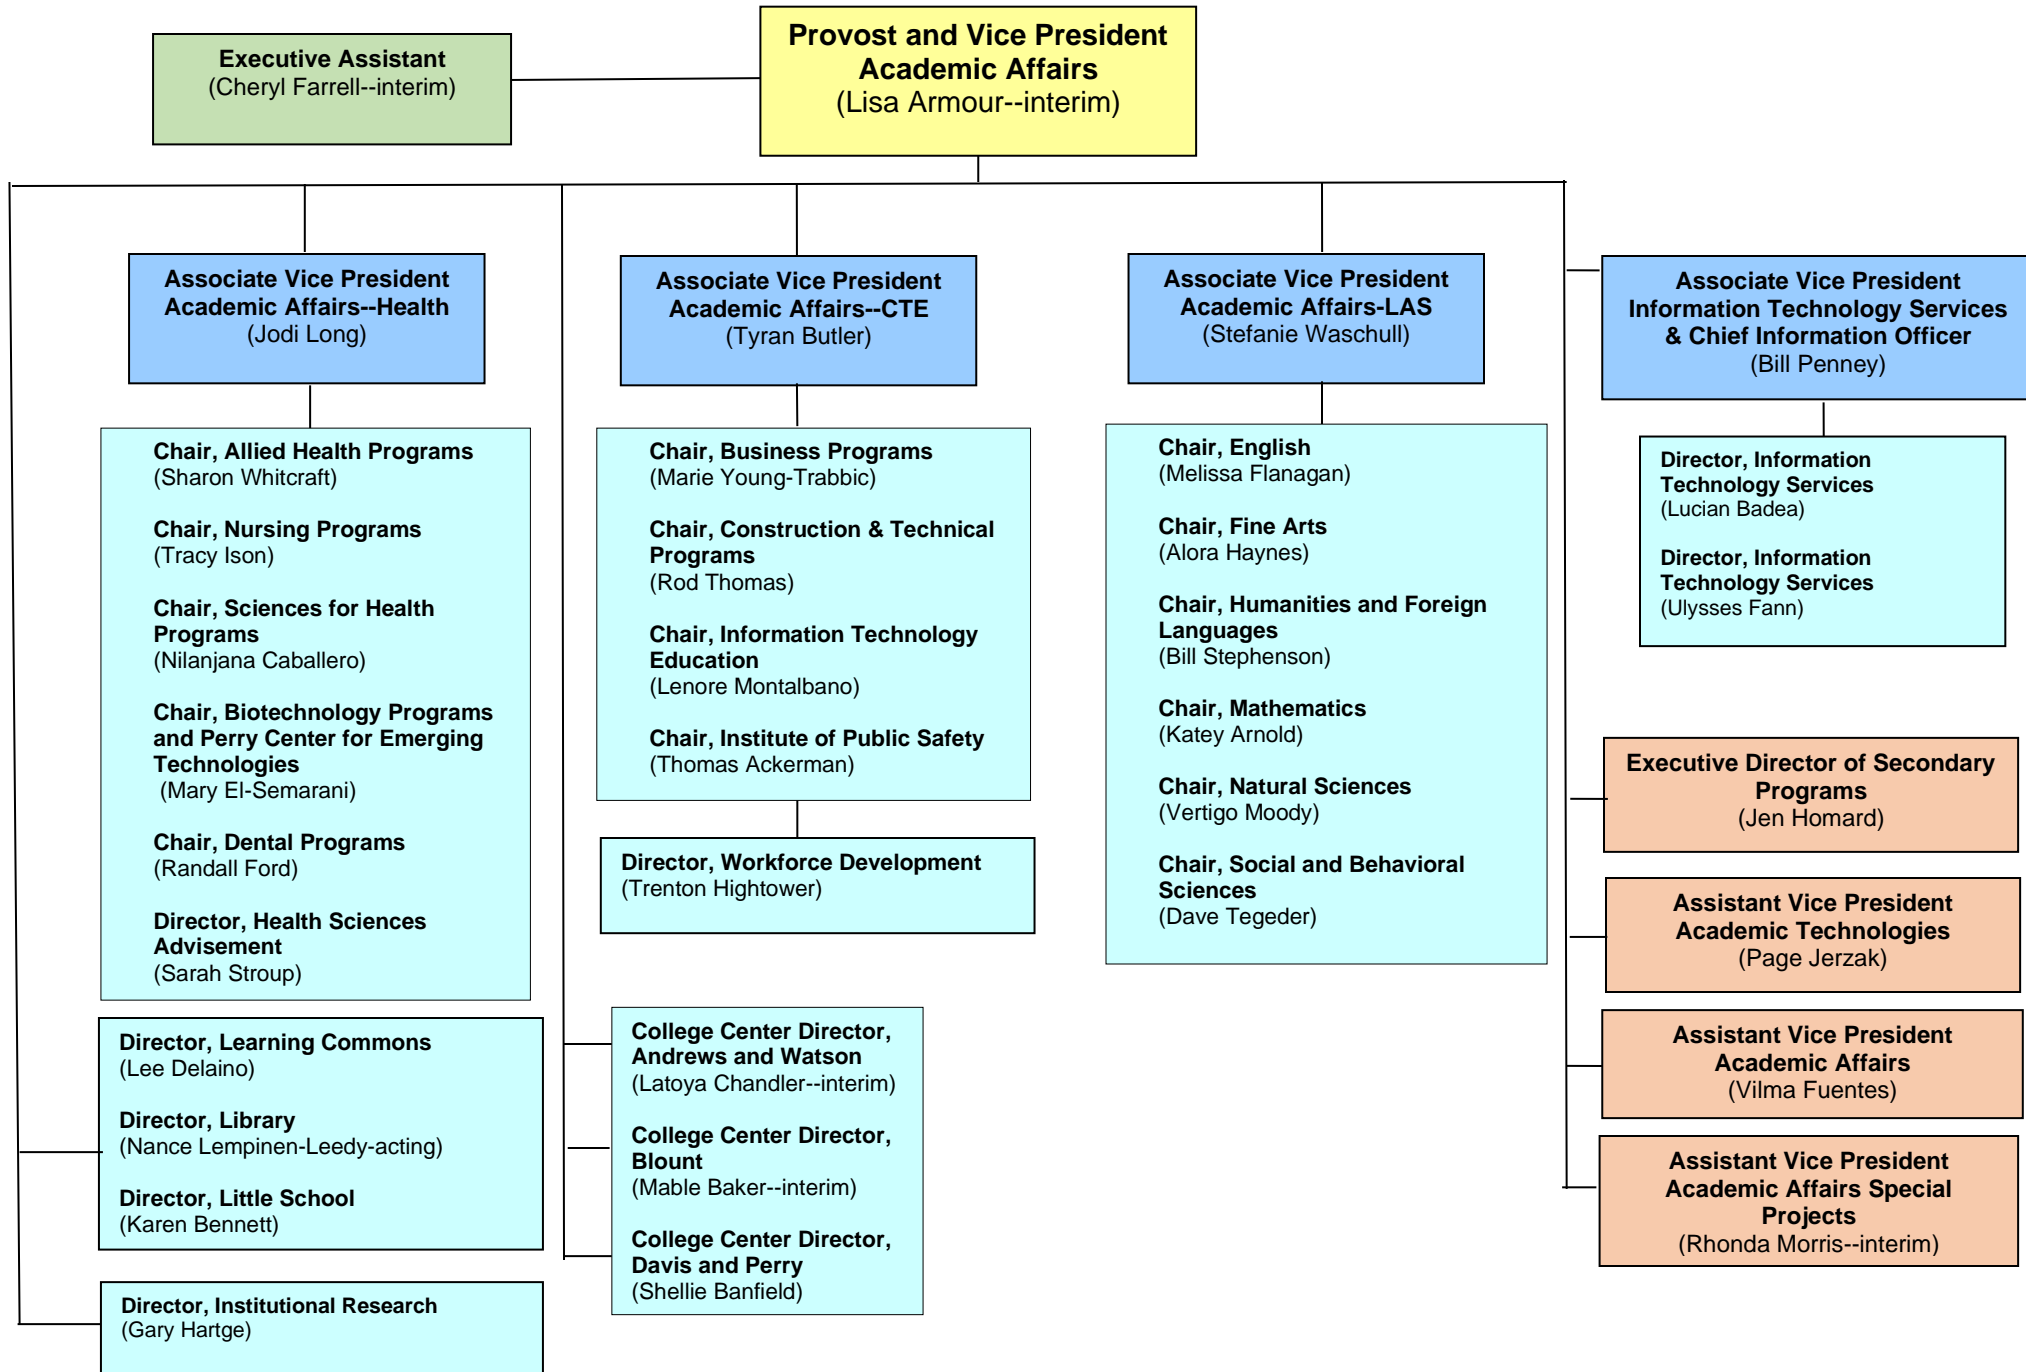 Executive Assistant
(Cheryl Farrell--interim)
Provost and Vice President
Academic Affairs
(Lisa Armour--interim)
Associate Vice President
Academic Affairs--Health
(Jodi Long)
Chair, Allied Health Programs
(Sharon Whitcraft)
Chair, Nursing Programs
(Tracy Ison)
Chair, Sciences for Health
Programs
(Nilanjana Caballero)
Chair, Biotechnology Programs
and Perry Center for Emerging
Technologies
(Mary El-Semarani)
Chair, Dental Programs
(Randall Ford)
Director, Health Sciences
Advisement
(Sarah Stroup)
Director, Learning Commons
(Lee Delaino)
Director, Library
(Nance Lempinen-Leedy-acting)
Director, Little School
(Karen Bennett)
Director, Institutional Research
(Gary Hartge)
Associate Vice President
Academic Affairs--CTE
(Tyran Butler)
Chair, Business Programs
(Marie Young-Trabbic)
Chair, Construction & Technical
Programs
(Rod Thomas)
Chair, Information Technology
Education
(Lenore Montalbano)
Chair, Institute of Public Safety
(Thomas Ackerman)
Director, Workforce Development
(Trenton Hightower)
College Center Director,
Andrews and Watson
(Latoya Chandler--interim)
College Center Director,
Blount
(Mable Baker--interim)
College Center Director,
Davis and Perry
(Shellie Banfield)
Associate Vice President
Academic Affairs-LAS
(Stefanie Waschull)
Chair, English
(Melissa Flanagan)
Chair, Fine Arts
(Alora Haynes)
Chair, Humanities and Foreign
Languages
(Bill Stephenson)
Chair, Mathematics
(Katey Arnold)
Chair, Natural Sciences
(Vertigo Moody)
Chair, Social and Behavioral
Sciences
(Dave Tegeder)
Associate Vice President
Information Technology Services
& Chief Information Officer
(Bill Penney)
Director, Information
Technology Services
(Lucian Badea)
Director, Information
Technology Services
(Ulysses Fann)
Executive Director of Secondary
Programs
(Jen Homard)
Assistant Vice President
Academic Technologies
(Page Jerzak)
Assistant Vice President
Academic Affairs
(Vilma Fuentes)
Assistant Vice President
Academic Affairs Special
Projects
(Rhonda Morris--interim)